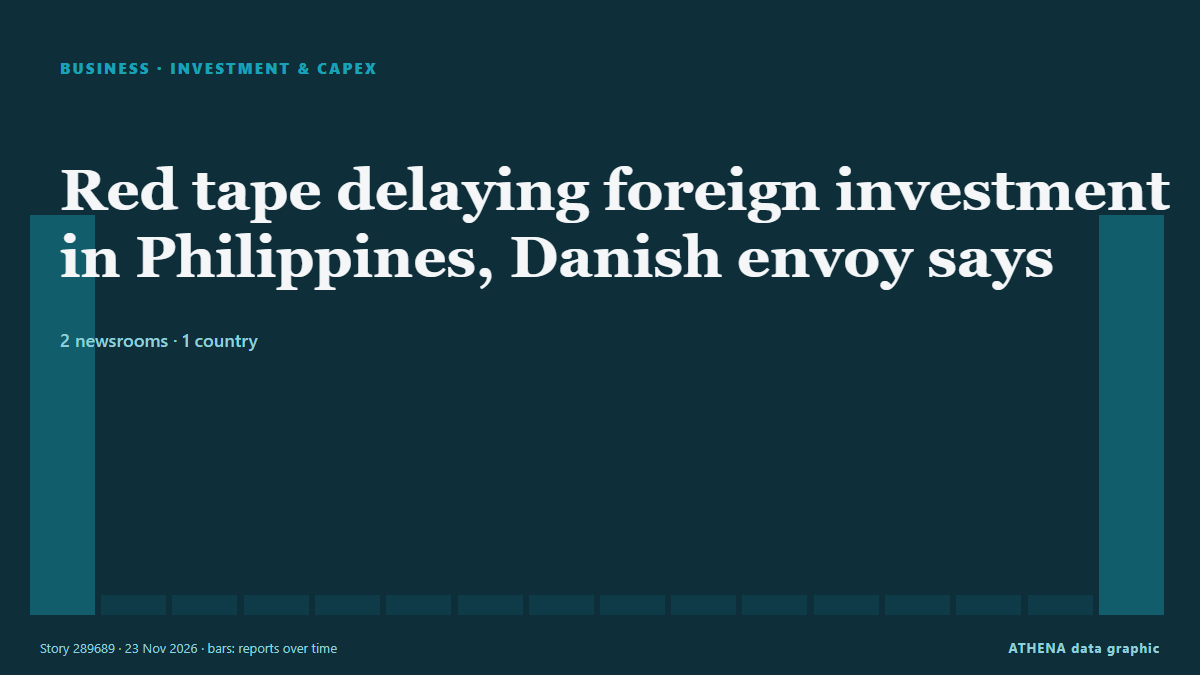 BUSINESS · INVESTMENT & CAPEX
Red tape delaying foreign investment
in Philippines, Danish envoy says
2 newsrooms · 1 country
Story 289689 · 23 Nov 2026 · bars: reports over time
ATHENA data graphic